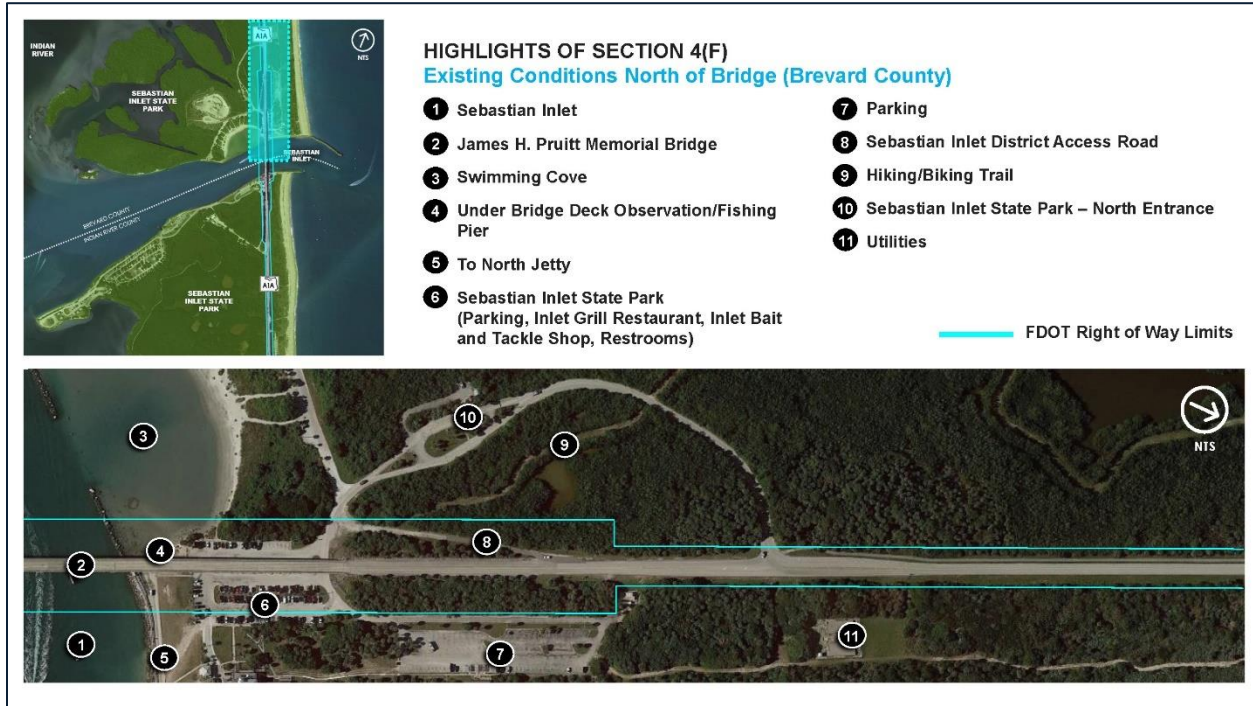 INDIAN
RIVER
A1A
NTS
SEBASTIAN
INLET STATE
PARK
SEBASTIAN
INLET
BREVARD COUNTY
INDIAN RIVER COUNTY
A1A
SEBASTIAN
INLET STATE
PARK
HIGHLIGHTS OF SECTION 4(F)
Existing Conditions North of Bridge (Brevard County)
1 Sebastian Inlet
2 James H. Pruitt Memorial Bridge
3 Swimming Cove
4 Under Bridge Deck Observation/Fishing
Pier
5 To North Jetty
6 Sebastian Inlet State Park
(Parking, Inlet Grill Restaurant, Inlet Bait
and Tackle Shop, Restrooms)
7 Parking
8 Sebastian Inlet District Access Road
9 Hiking/Biking Trail
10 Sebastian Inlet State Park – North Entrance
11 Utilities
FDOT Right of Way Limits
3
10
9
NTS
4
8
2
6
1
5
7
11